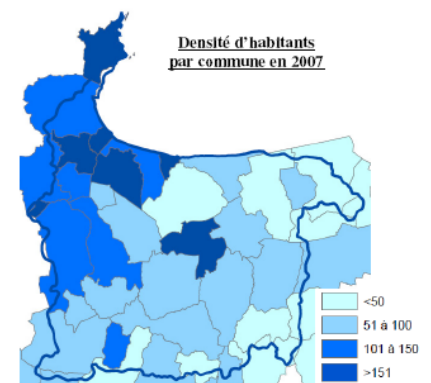 Densité d'habitants
par commune en 2007
<50
51 à 100
101 à 150
>151